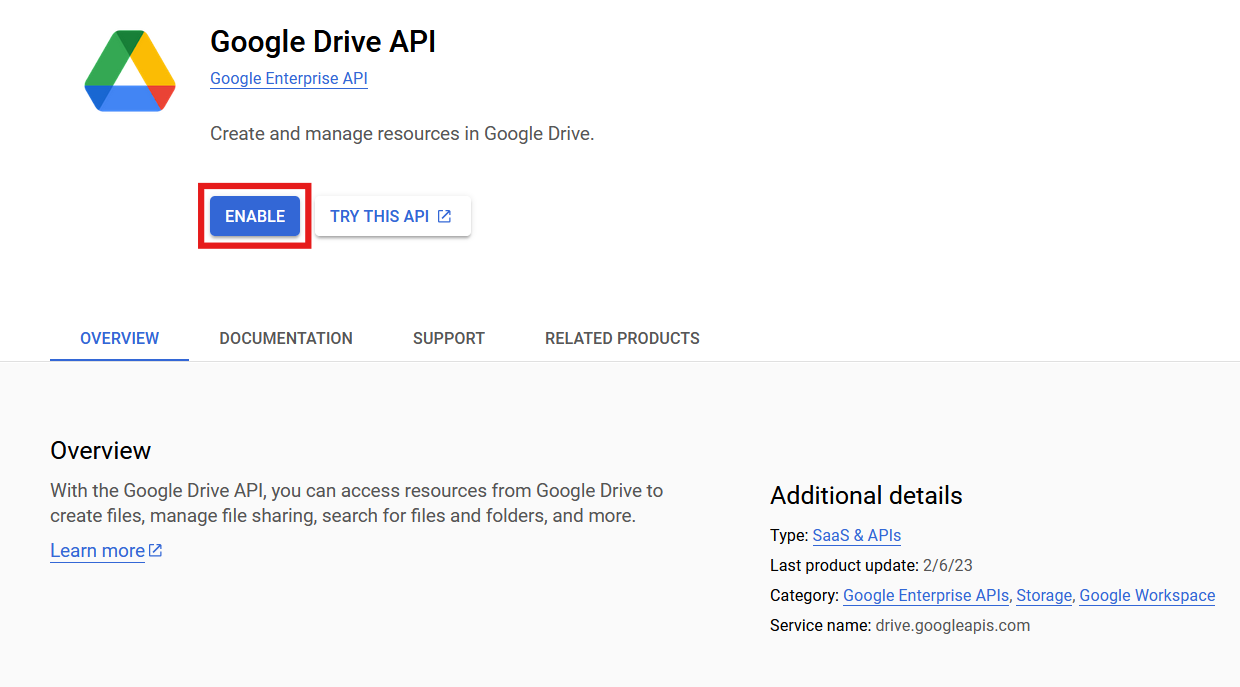 Google Drive API
Google Enterprise API
Create and manage resources in Google Drive.
ENABLE
TRY THIS API
OVERVIEW
DOCUMENTATION
SUPPORT
RELATED PRODUCTS
Overview
With the Google Drive API, you can access resources from Google Drive to
create files, manage file sharing, search for files and folders, and more.
Learn more
Additional details
Type: SaaS & APIs
Last product update: 2/6/23
Category: Google Enterprise APIs, Storage, Google Workspace
Service name: drive.googleapis.com